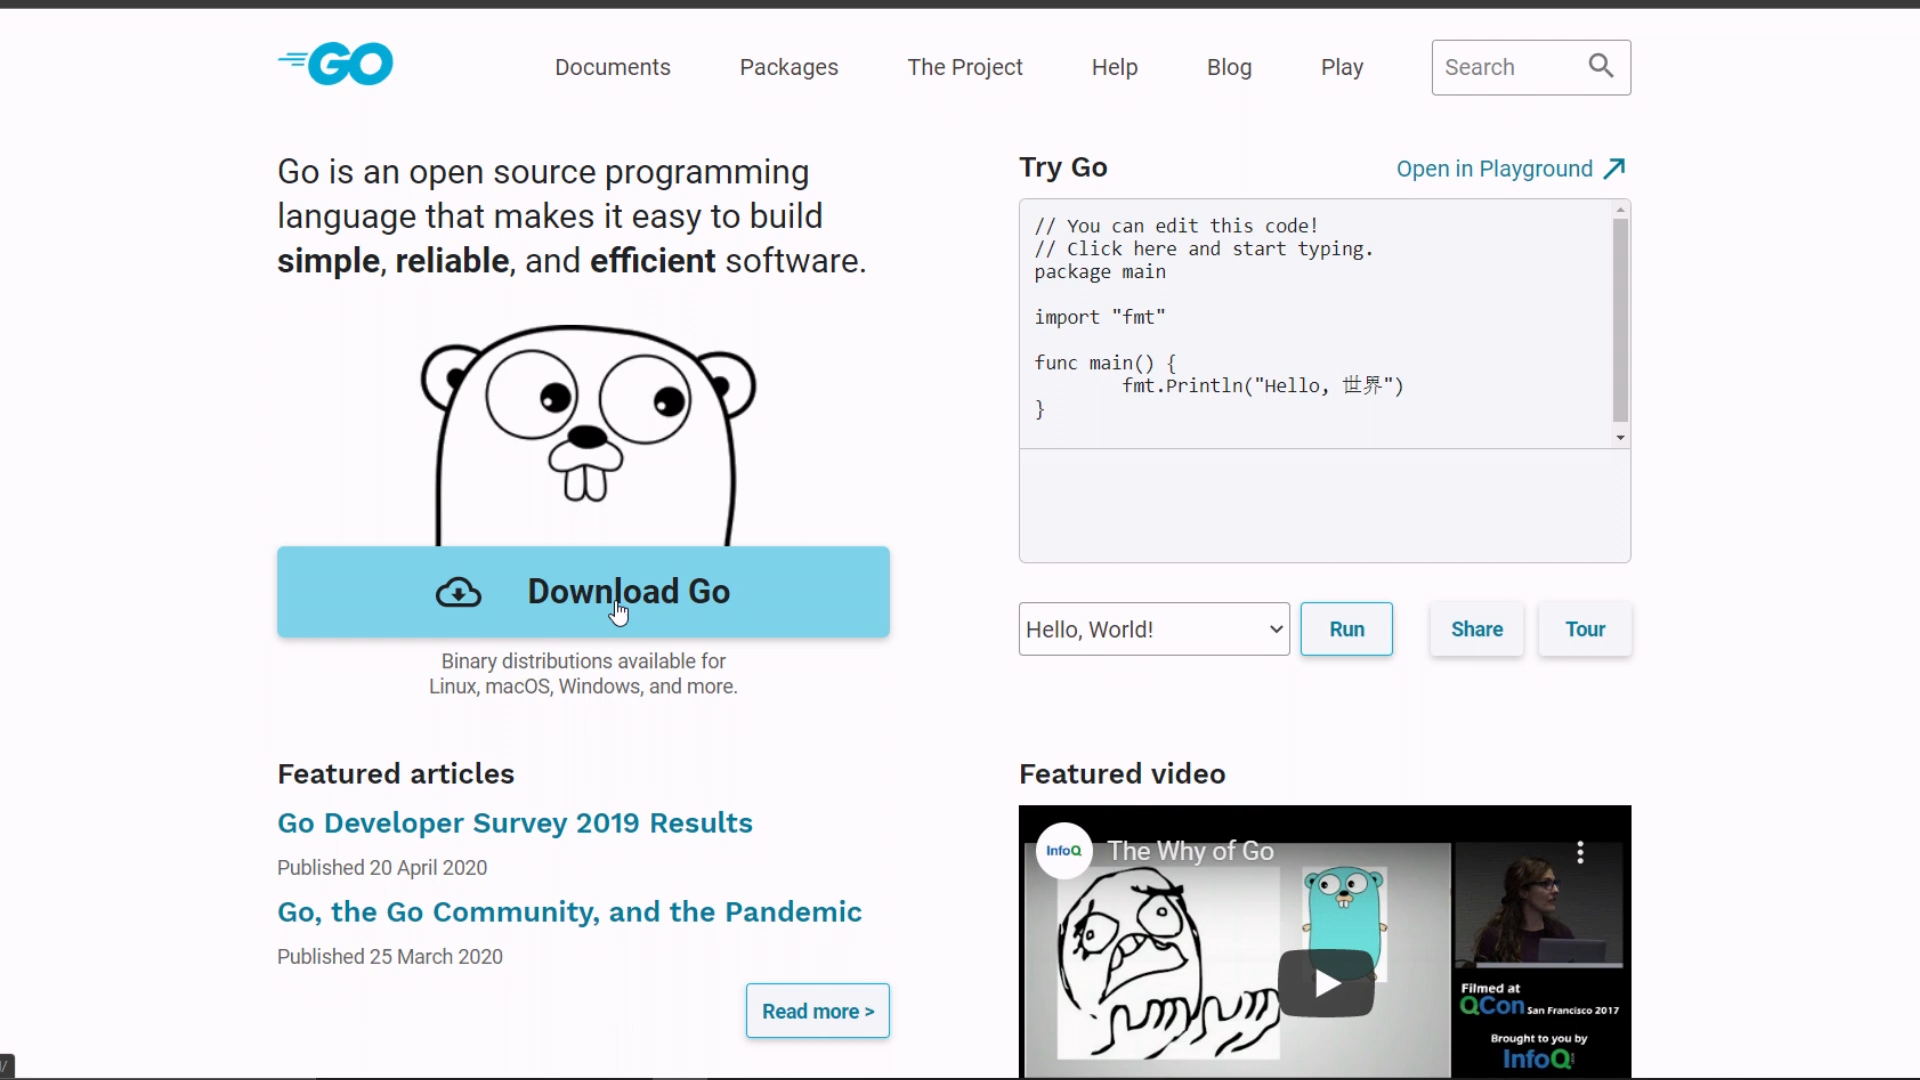 GO
Documents
Packages
The Project
Help
Blog
Play
Search
Go is an open source programming
language that makes it easy to build
simple, reliable, and efficient software.
Download Go
Binary distributions available for
Linux, macOS, Windows, and more.
Try Go
Open in Playground
// You can edit this code!
// Click here and start typing.
package main
import "fmt"
func main() {
fmt.Println("Hello, 世界")
}
Hello, World!
Run
Share
Tour
Featured articles
Go Developer Survey 2019 Results
Published 20 April 2020
Go, the Go Community, and the Pandemic
Published 25 March 2020
Read more >
Featured video
InfoQ
The Why of Go
Filmed at
QCon San Francisco 2017
Brought to you by
InfoQ